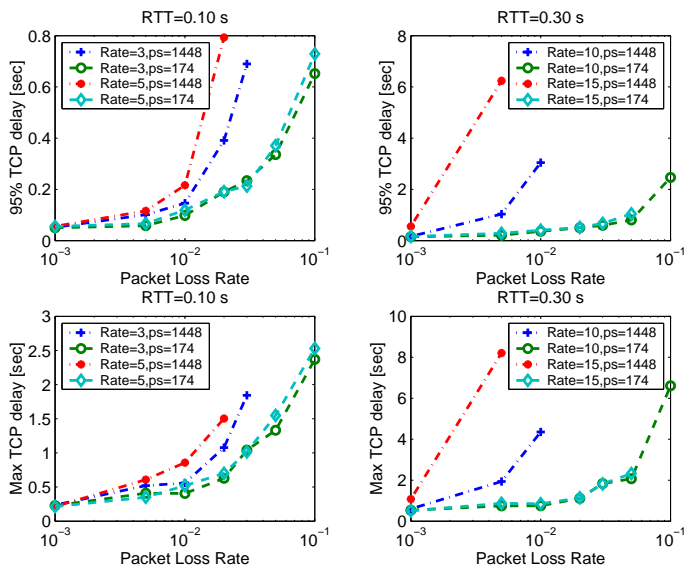 RTT=0.10 s
95% TCP delay [sec]
0.8
0.6
0.4
0.2
0
Rate=3,ps=1448
Rate=3,ps=174
Rate=5,ps=1448
Rate=5,ps=174
10^-3
10^-2
10^-1
Packet Loss Rate
RTT=0.30 s
95% TCP delay [sec]
8
6
4
2
0
Rate=10,ps=1448
Rate=10,ps=174
Rate=15,ps=1448
Rate=15,ps=174
10^-3
10^-2
10^-1
Packet Loss Rate
RTT=0.10 s
Max TCP delay [sec]
3
2.5
2
1.5
1
0.5
0
Rate=3,ps=1448
Rate=3,ps=174
Rate=5,ps=1448
Rate=5,ps=174
10^-3
10^-2
10^-1
Packet Loss Rate
RTT=0.30 s
Max TCP delay [sec]
10
8
6
4
2
0
Rate=10,ps=1448
Rate=10,ps=174
Rate=15,ps=1448
Rate=15,ps=174
10^-3
10^-2
10^-1
Packet Loss Rate